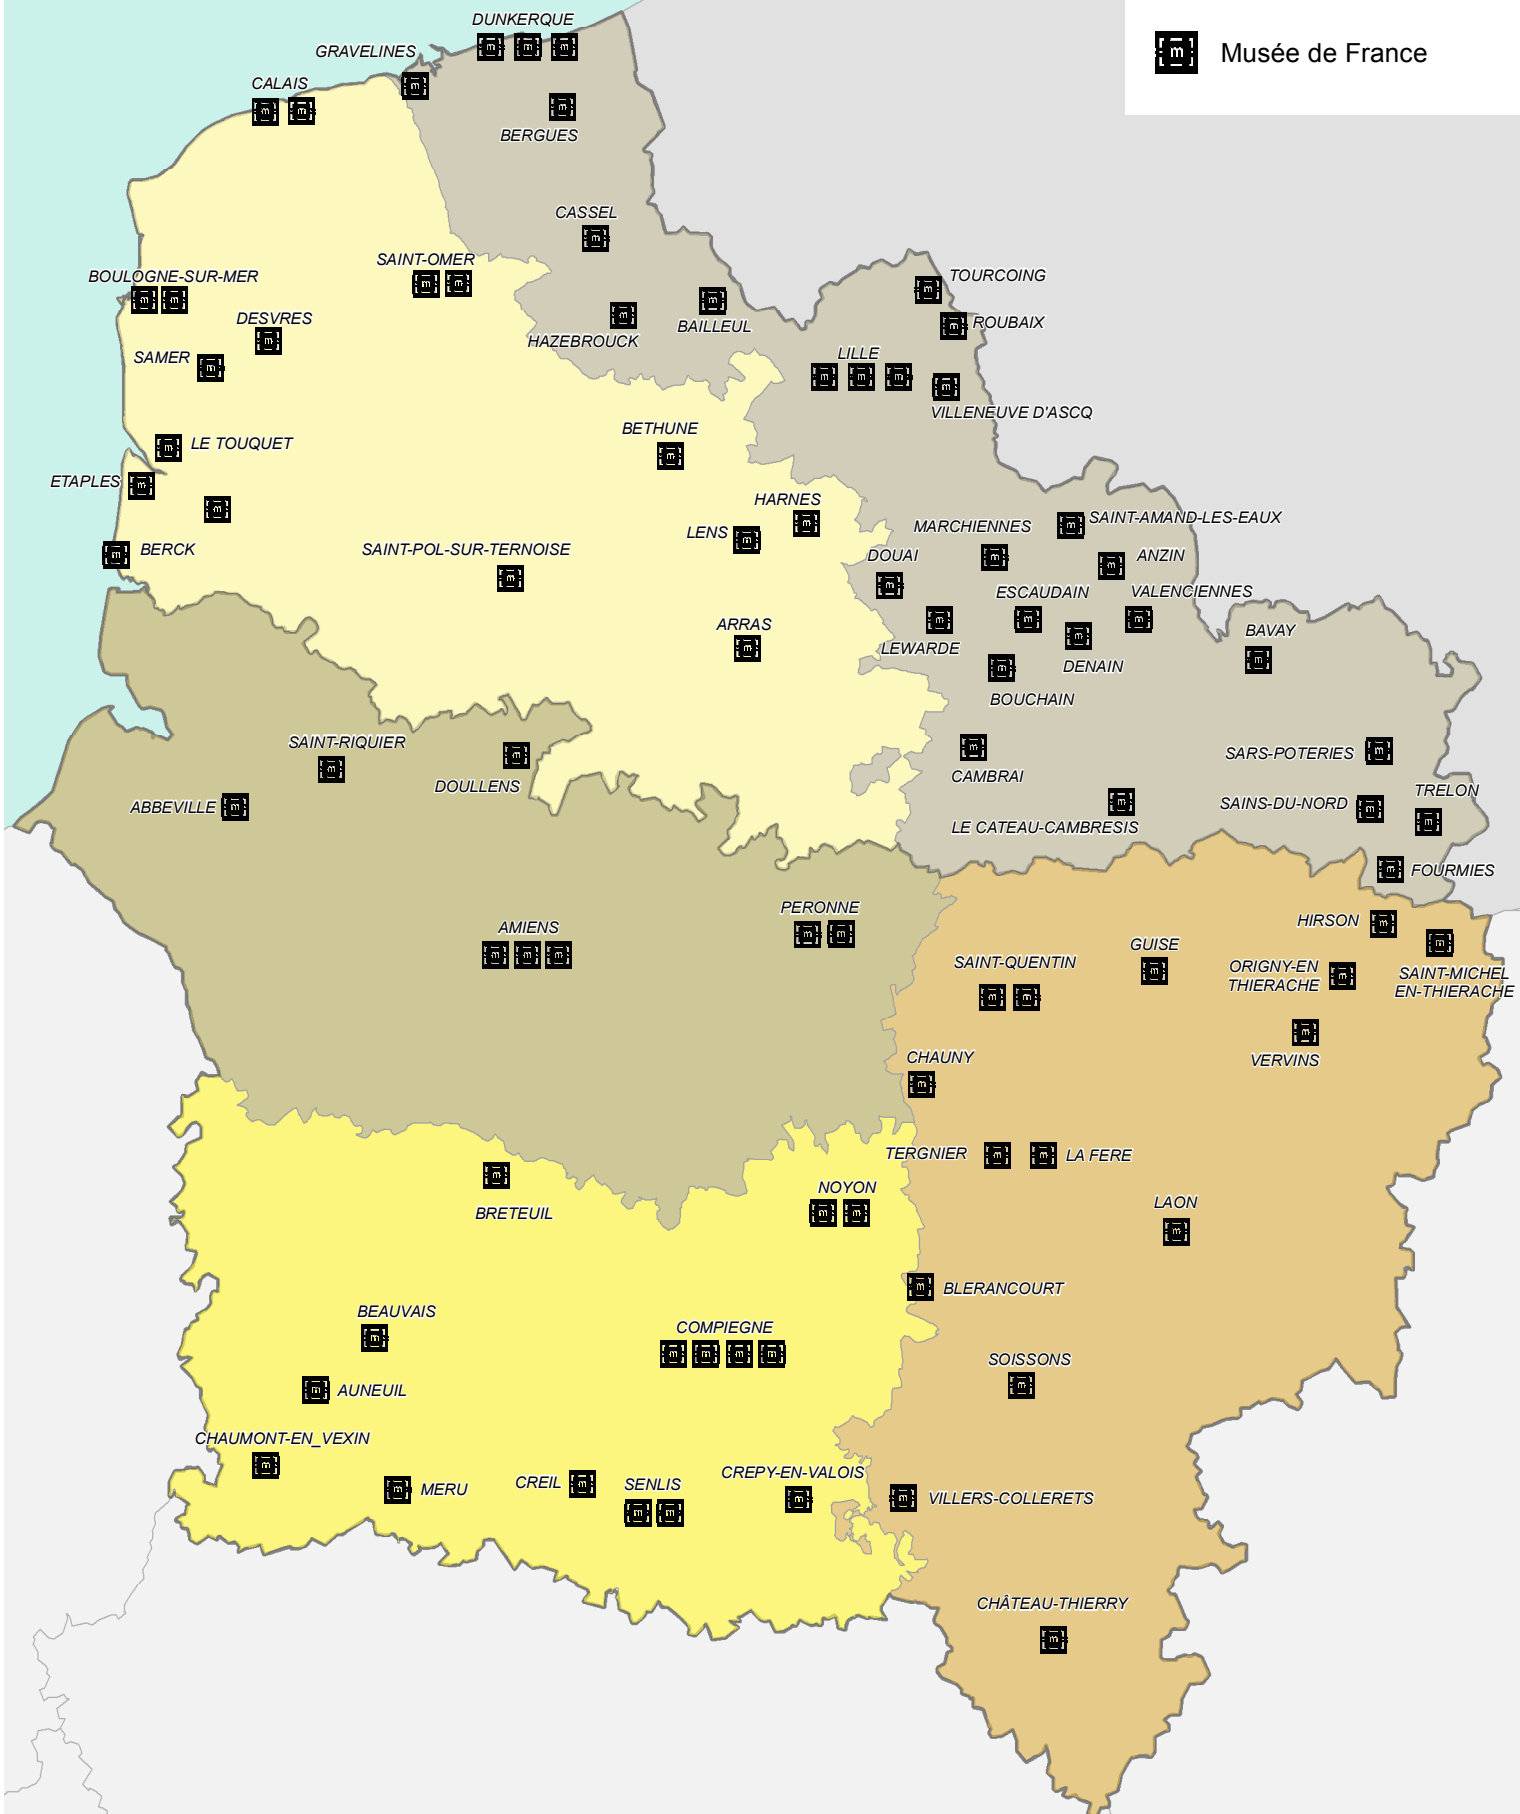 DUNKERQUE
GRAVELINES
Musée de France
CALAIS
BERGUES
CASSEL
SAINT-OMER
BOULOGNE-SUR-MER
TOURCOING
DESVRES
BAILLEUL
ROUBAIX
HAZEBROUCK
SAMER
LILLE
VILLENEUVE D'ASCQ
BETHUNE
LE TOUQUET
ETAPLES
HARNES
SAINT-AMAND-LES-EAUX
MARCHIENNES
LENS
BERCK
SAINT-POL-SUR-TERNOISE
DOUAI
ANZIN
ESCAUDAIN
VALENCIENNES
ARRAS
BAVAY
LEWARDE
DENAIN
BOUCHAIN
SAINT-RIQUIER
SARS-POTERIES
CAMBRAI
DOULLENS
TRELON
ABBEVILLE
SAINS-DU-NORD
LE CATEAU-CAMBRESIS
FOURMIES
PERONNE
HIRSON
AMIENS
GUISE
SAINT-QUENTIN
ORIGNY-EN
THIERACHE
SAINT-MICHEL
EN-THIERACHE
CHAUNY
VERVINS
TERGNIER
LA FERE
NOYON
LAON
BRETEUIL
BLERANCOURT
BEAUVAIS
COMPIEGNE
SOISSONS
AUNEUIL
CHAUMONT-EN_VEXIN
CREPY-EN-VALOIS
CREIL
SENLIS
MERU
VILLERS-COLLERETS
CHÂTEAU-THIERRY